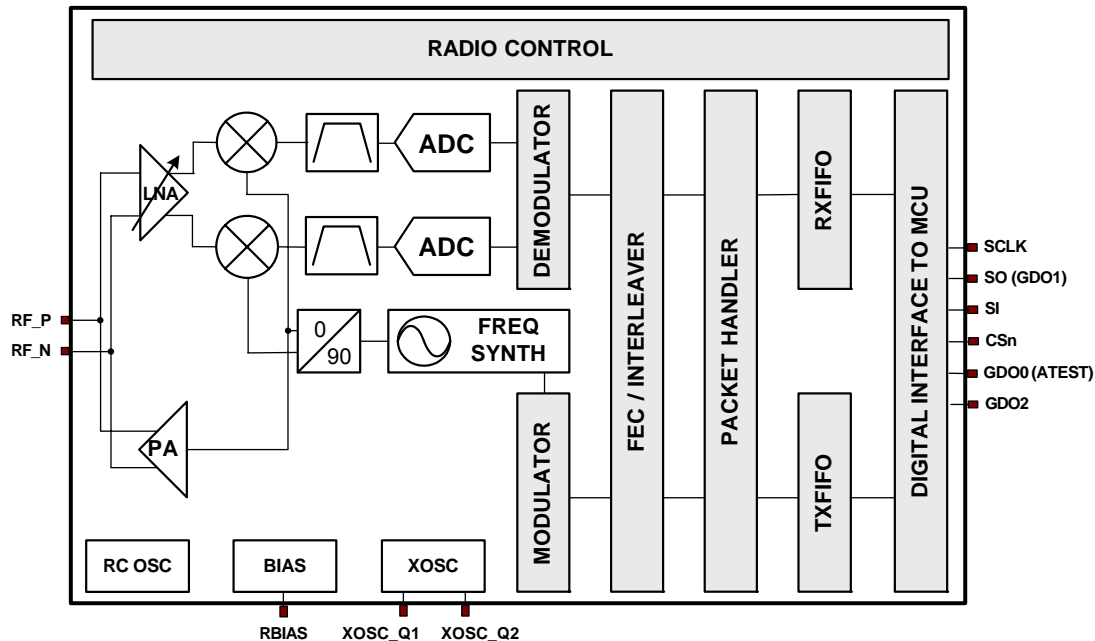 RADIO CONTROL
LNA
ADC
ADC
DEMODULATOR
FEC / INTERLEAVER
PACKET HANDLER
RXFIFO
DIGITAL INTERFACE TO MCU
SCLK
SO (GDO1)
SI
CSn
GDO0 (ATEST)
GDO2
RF_P
RF_N
0
90
FREQ
SYNTH
PA
MODULATOR
TXFIFO
RC OSC
BIAS
XOSC
RBIAS
XOSC_Q1
XOSC_Q2